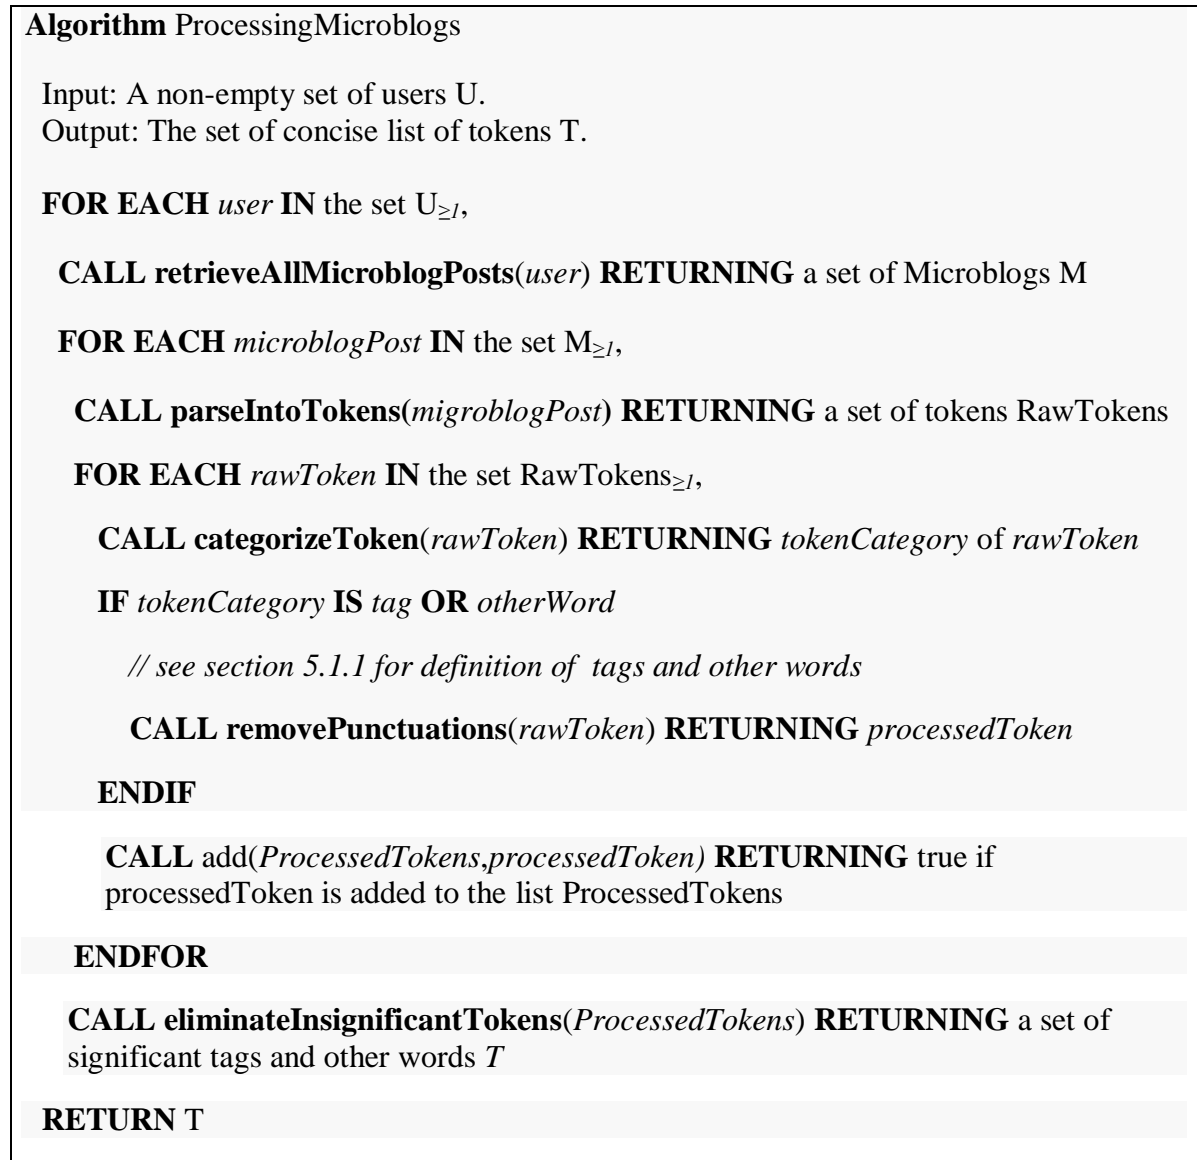 Algorithm ProcessingMicroblogs
Input: A non-empty set of users U.
Output: The set of concise list of tokens T.
FOR EACH user IN the set U≥1,
CALL retrieveAllMicroblogPosts(user) RETURNING a set of Microblogs M
FOR EACH microblogPost IN the set M≥1,
CALL parseIntoTokens(migroblogPost) RETURNING a set of tokens RawTokens
FOR EACH rawToken IN the set RawTokens≥1,
CALL categorizeToken(rawToken) RETURNING tokenCategory of rawToken
IF tokenCategory IS tag OR otherWord
// see section 5.1.1 for definition of tags and other words
CALL removePunctuations(rawToken) RETURNING processedToken
ENDIF
CALL add(ProcessedTokens,processedToken) RETURNING true if
processedToken is added to the list ProcessedTokens
ENDFOR
CALL eliminateInsignificantTokens(ProcessedTokens) RETURNING a set of
significant tags and other words T
RETURN T